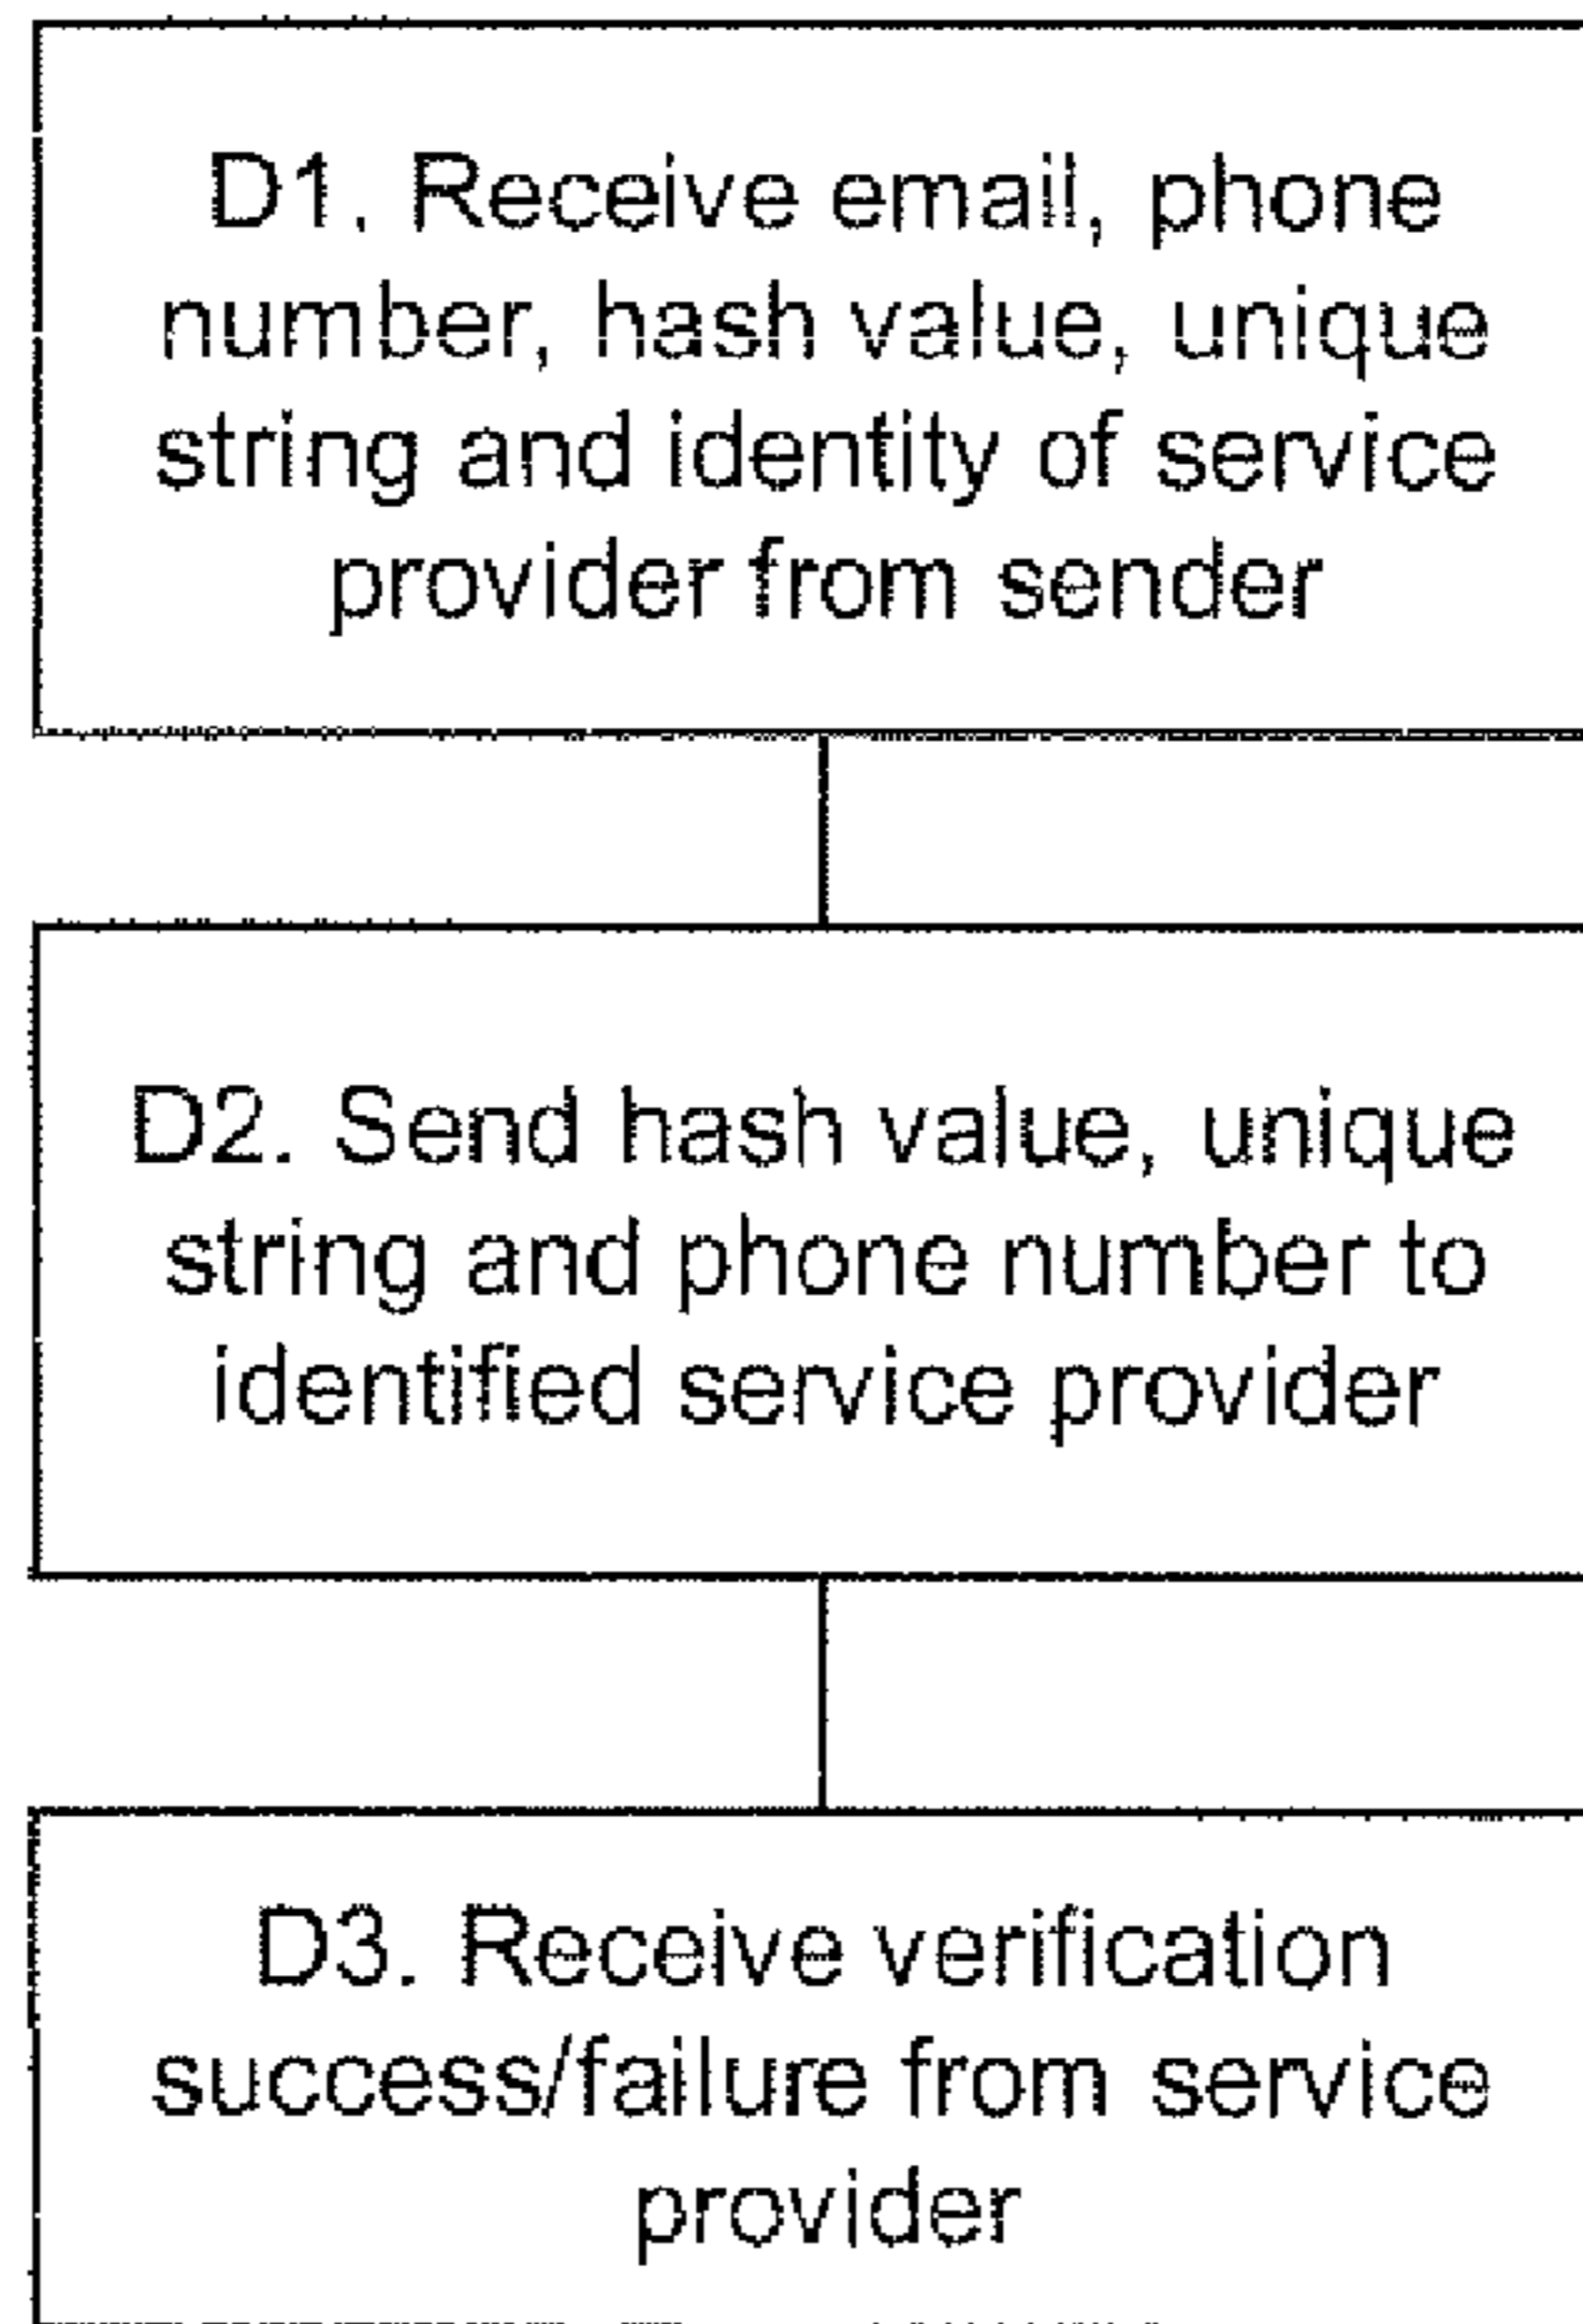 D1. Receive email, phone
number, hash value, unique
string and identity of service
provider from sender
D2. Send hash value, unique
string and phone number to
identified service provider
D3. Receive verification
success/failure from service
provider